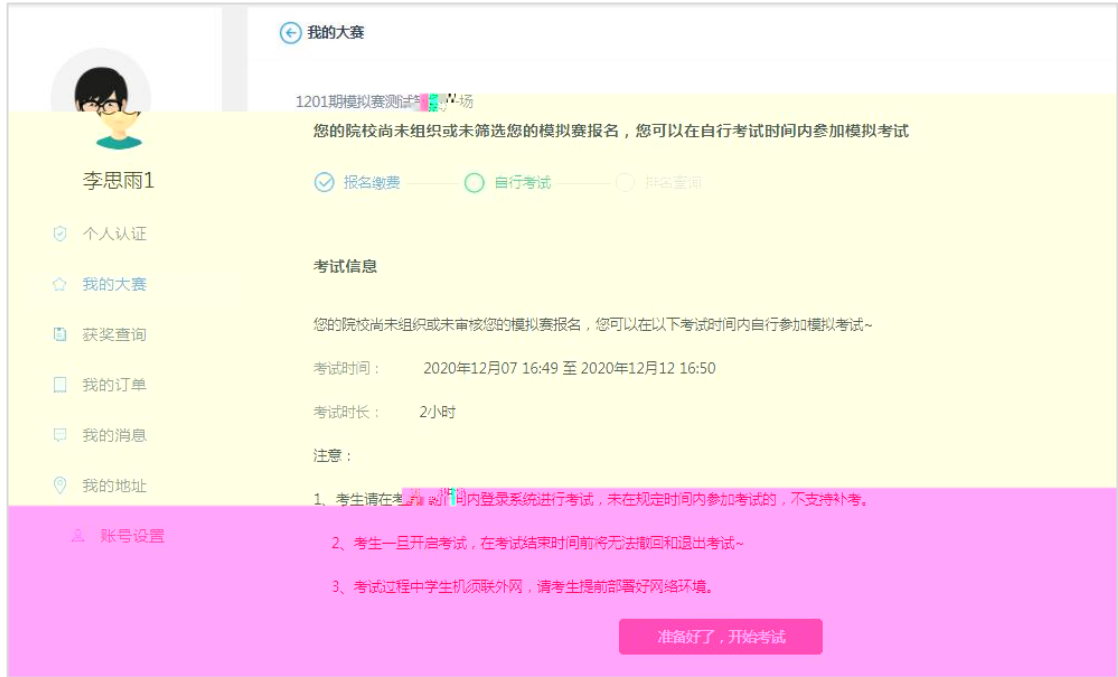 我的大赛
1201期模拟赛测试 场
您的院校尚未组织或未筛选您的模拟赛报名，您可以在自行考试时间内参加模拟考试
李思雨1
报名缴费
自行考试
排名查询
个人认证
我的大赛
获奖查询
我的订单
我的消息
我的地址
账号设置
考试信息
您的院校尚未组织或未审核您的模拟赛报名，您可以在以下考试时间内自行参加模拟考试~
考试时间： 2020年12月07 16:49 至 2020年12月12 16:50
考试时长： 2小时
注意：
1、考生请在考 间内登录系统进行考试，未在规定时间内参加考试的，不支持补考。
2、考生一旦开启考试，在考试结束时间前将无法撤回和退出考试~
3、考试过程中学生机须联外网，请考生提前部署好网络环境。
准备好了，开始考试